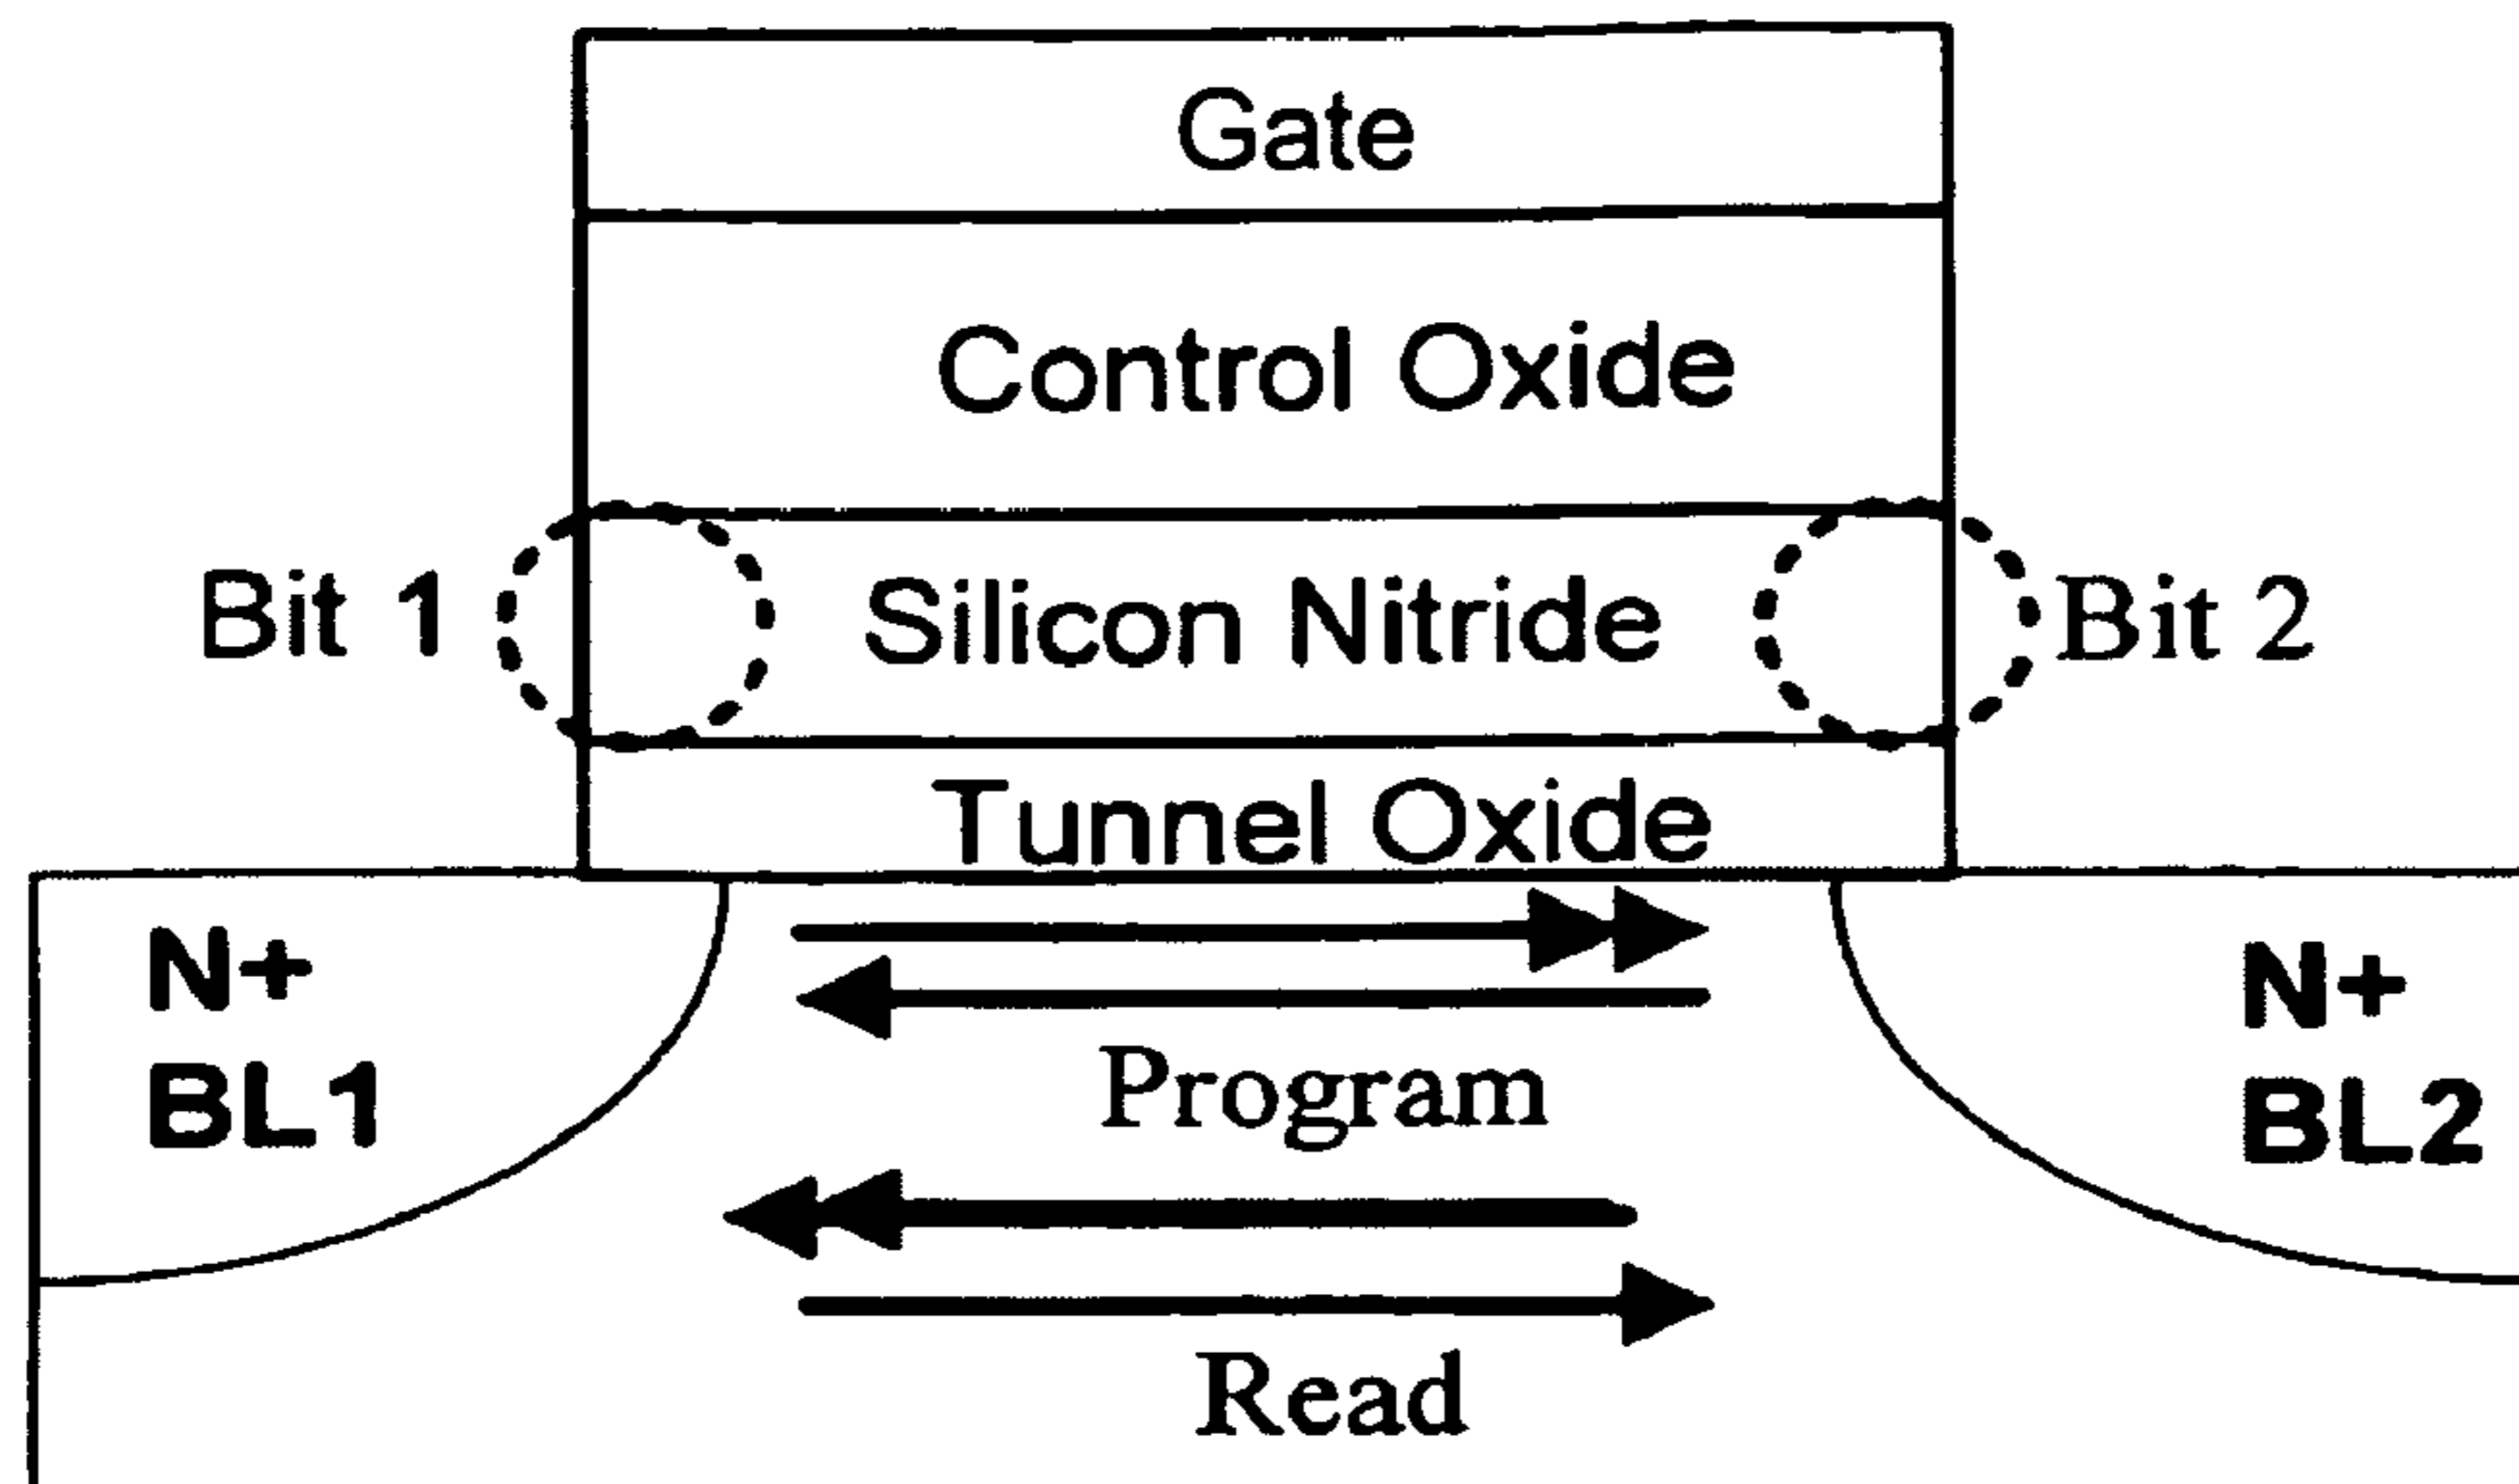 Gate
Control Oxide
Bit 1
Silicon Nitride
Bit 2
Tunnel Oxide
N+
BL1
N+
BL2
Program
Read